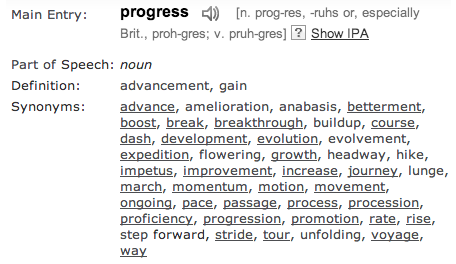 Main Entry: progress [n. prog-res, -ruhs or, especially
Brit., proh-gres; v. pruh-gres] ? Show IPA
Part of Speech: noun
Definition: advancement, gain
Synonyms: advance, amelioration, anabasis, betterment,
boost, break, breakthrough, buildup, course,
dash, development, evolution, evolvement,
expedition, flowering, growth, headway, hike,
impetus, improvement, increase, journey, lunge,
march, momentum, motion, movement,
ongoing, pace, passage, process, procession,
proficiency, progression, promotion, rate, rise,
step forward, stride, tour, unfolding, voyage,
way